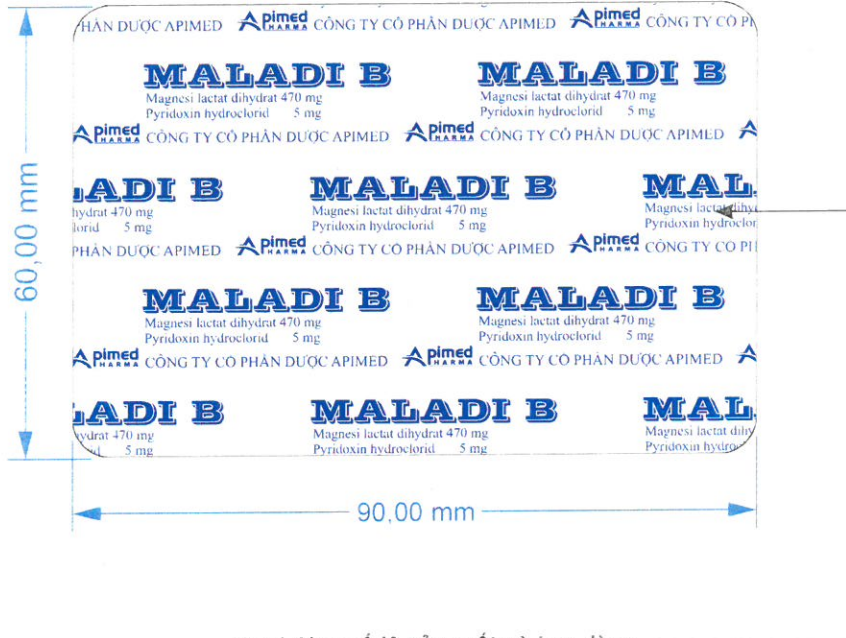 HẦN DƯỢC APIMED Apimed PHARMA CÔNG TY CỔ PHẦN DƯỢC APIMED Apimed PHARMA CÔNG TY CỔ PH
MALADI B MALADI B
Magnesi lactat dihydrat 470 mg Magnesi lactat dihydrat 470 mg
Pyridoxin hydroclorid 5 mg Pyridoxin hydroclorid 5 mg
Apimed PHARMA CÔNG TY CỔ PHẦN DƯỢC APIMED Apimed PHARMA CÔNG TY CỔ PHẦN DƯỢC APIMED A
LADI B MALADI B MAL
hydrat 470 mg Magnesi lactat dihydrat 470 mg Magnesi lactat dihy
lorid 5 mg Pyridoxin hydroclorid 5 mg Pyridoxin hydroclor
PHẦN DƯỢC APIMED Apimed PHARMA CÔNG TY CỔ PHẦN DƯỢC APIMED Apimed PHARMA CÔNG TY CỔ PH
60,00 mm
MALADI B MALADI B
Magnesi lactat dihydrat 470 mg Magnesi lactat dihydrat 470 mg
Pyridoxin hydroclorid 5 mg Pyridoxin hydroclorid 5 mg
Apimed PHARMA CÔNG TY CỔ PHẦN DƯỢC APIMED Apimed PHARMA CÔNG TY CỔ PHẦN DƯỢC APIMED A
LADI B MALADI B MAL
ydrat 470 mg Magnesi lactat dihydrat 470 mg Magnesi lactat dihy
5 mg Pyridoxin hydroclorid 5 mg Pyridoxin hydro
90,00 mm